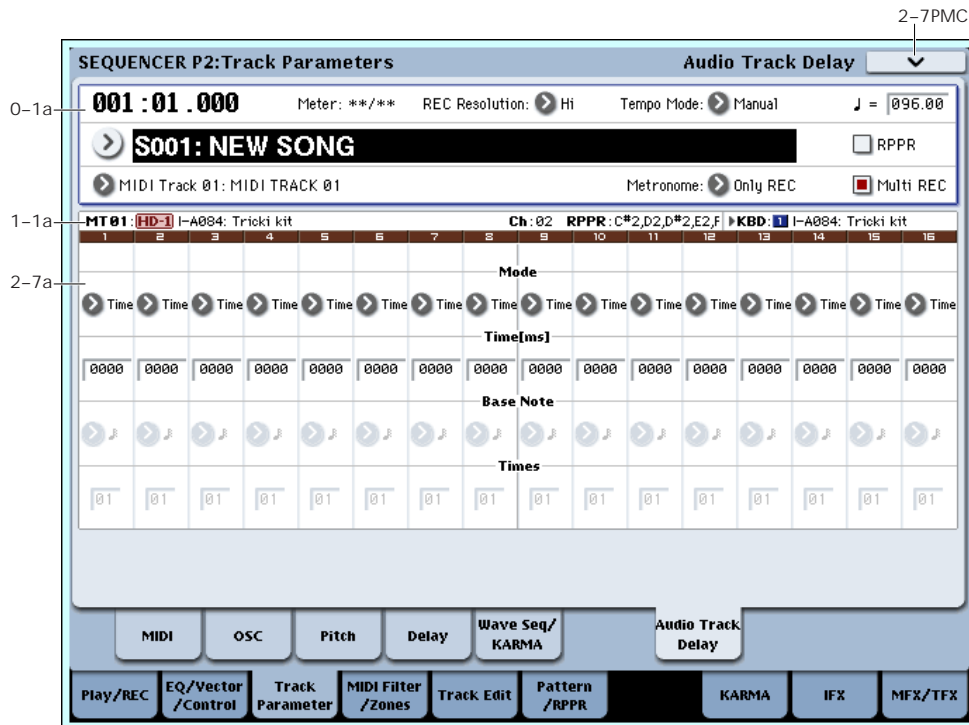 2–7PMC
SEQUENCER P2:Track Parameters Audio Track Delay
0–1a
001:01.000 Meter: **/** REC Resolution: Hi Tempo Mode: Manual ♩ = 096.00
S001: NEW SONG RPPR
MIDI Track 01: MIDI TRACK 01 Metronome: Only REC Multi REC
1–1a
MT01: HD-1 I-A084: Tricki kit Ch:02 RPPR:C#2,D2,D#2,E2,F ▶KBD: 1 I-A084: Tricki kit
1 2 3 4 5 6 7 8 9 10 11 12 13 14 15 16
2–7a
Mode
Time Time Time Time Time Time Time Time Time Time Time Time Time Time Time Time
Time[ms]
0000 0000 0000 0000 0000 0000 0000 0000 0000 0000 0000 0000 0000 0000 0000 0000
Base Note
Times
01 01 01 01 01 01 01 01 01 01 01 01 01 01 01 01
MIDI OSC Pitch Delay Wave Seq/
KARMA
Audio Track
Delay
Play/REC EQ/Vector
/Control
Track
Parameter
MIDI Filter
/Zones
Track Edit Pattern
/RPPR
KARMA IFX MFX/TFX